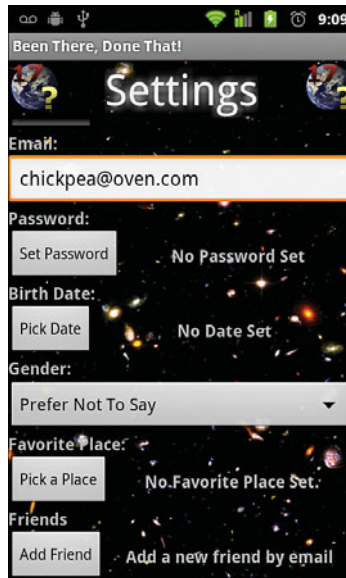 9:09
Been There, Done That!
17 ? Settings 17 ?
Email:
chickpea@oven.com
Password:
Set Password No Password Set
Birth Date:
Pick Date No Date Set
Gender:
Prefer Not To Say
Favorite Place:
Pick a Place No Favorite Place Set.
Friends
Add Friend Add a new friend by email